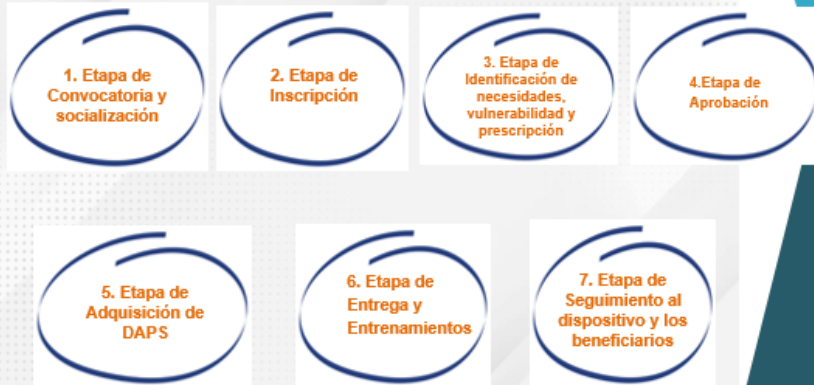 1. Etapa de
Convocatoria y
socialización
2. Etapa de
Inscripción
3. Etapa de
Identificación de
necesidades,
vulnerabilidad y
prescripción
4.Etapa de
Aprobación
5. Etapa de
Adquisición de
DAPS
6. Etapa de
Entrega y
Entrenamientos
7. Etapa de
Seguimiento al
dispositivo y los
beneficiarios